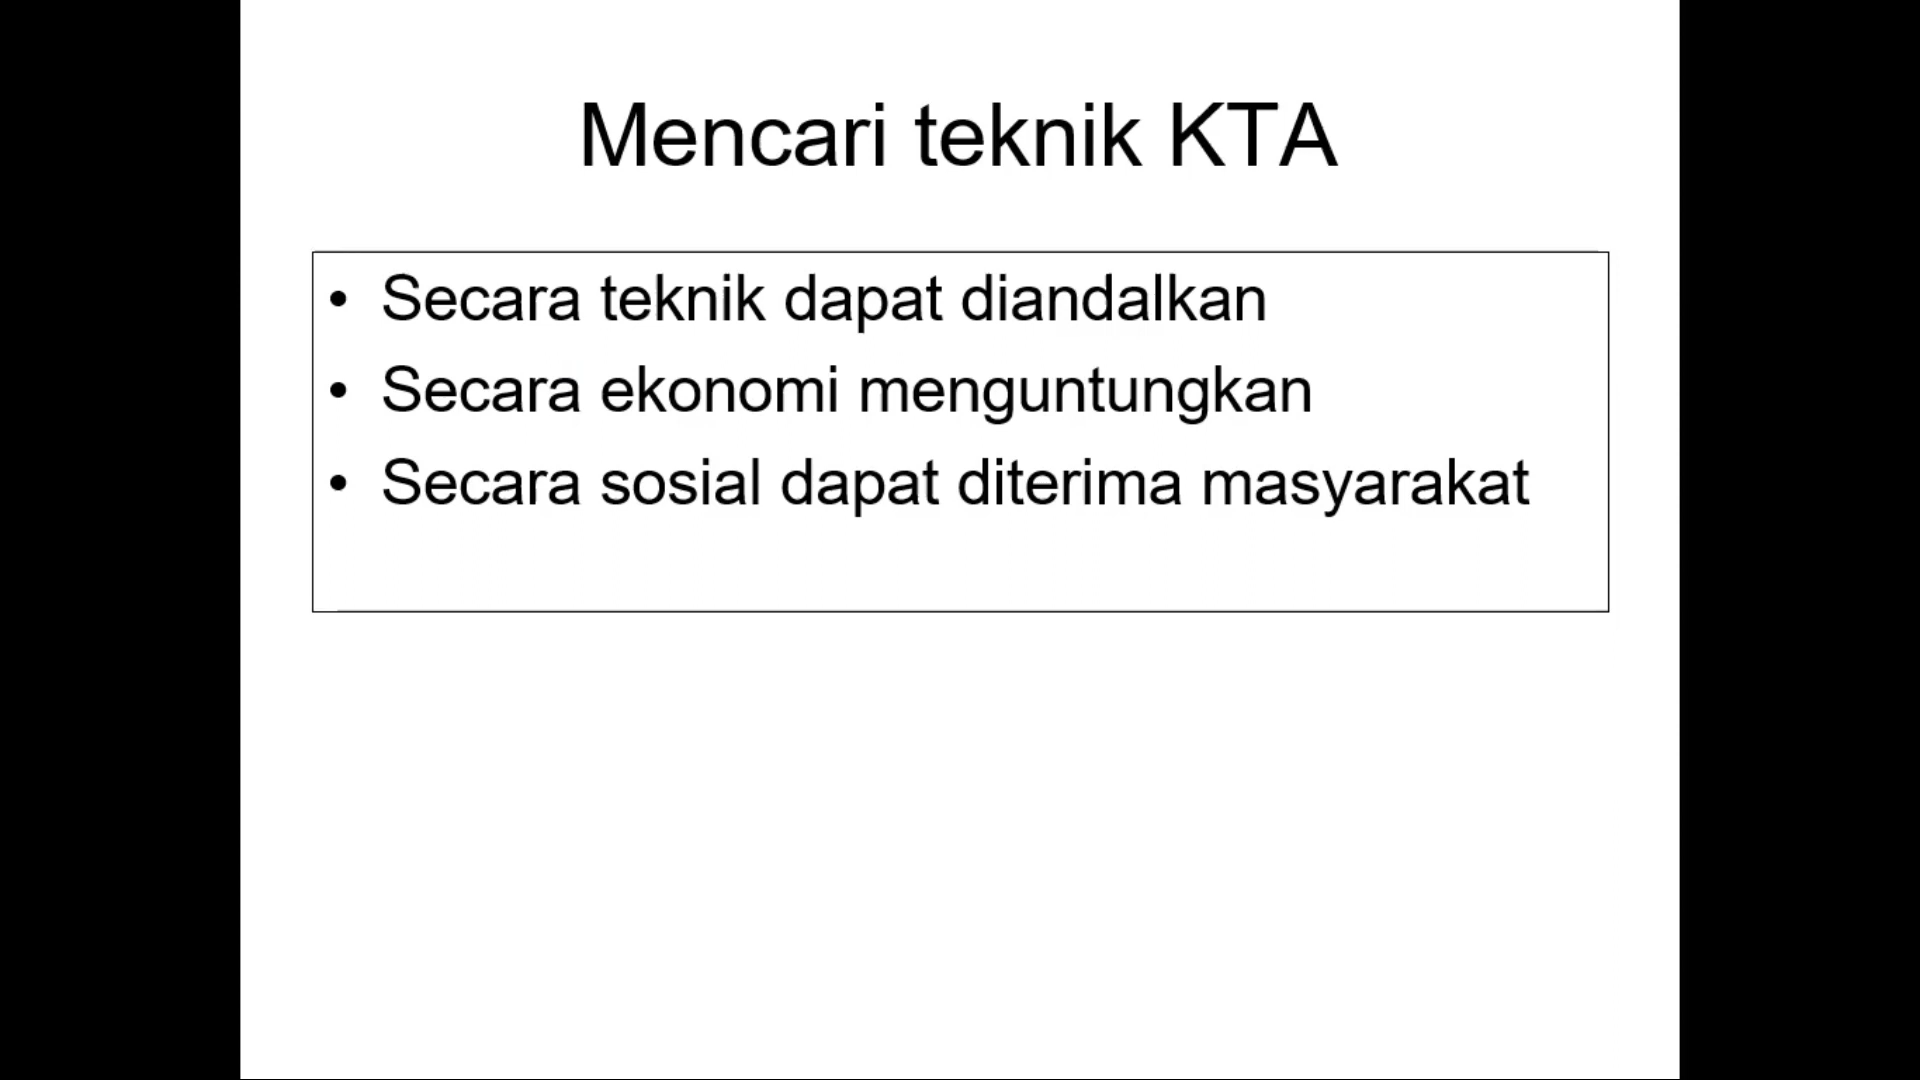 Mencari teknik KTA
• Secara teknik dapat diandalkan
• Secara ekonomi menguntungkan
• Secara sosial dapat diterima masyarakat